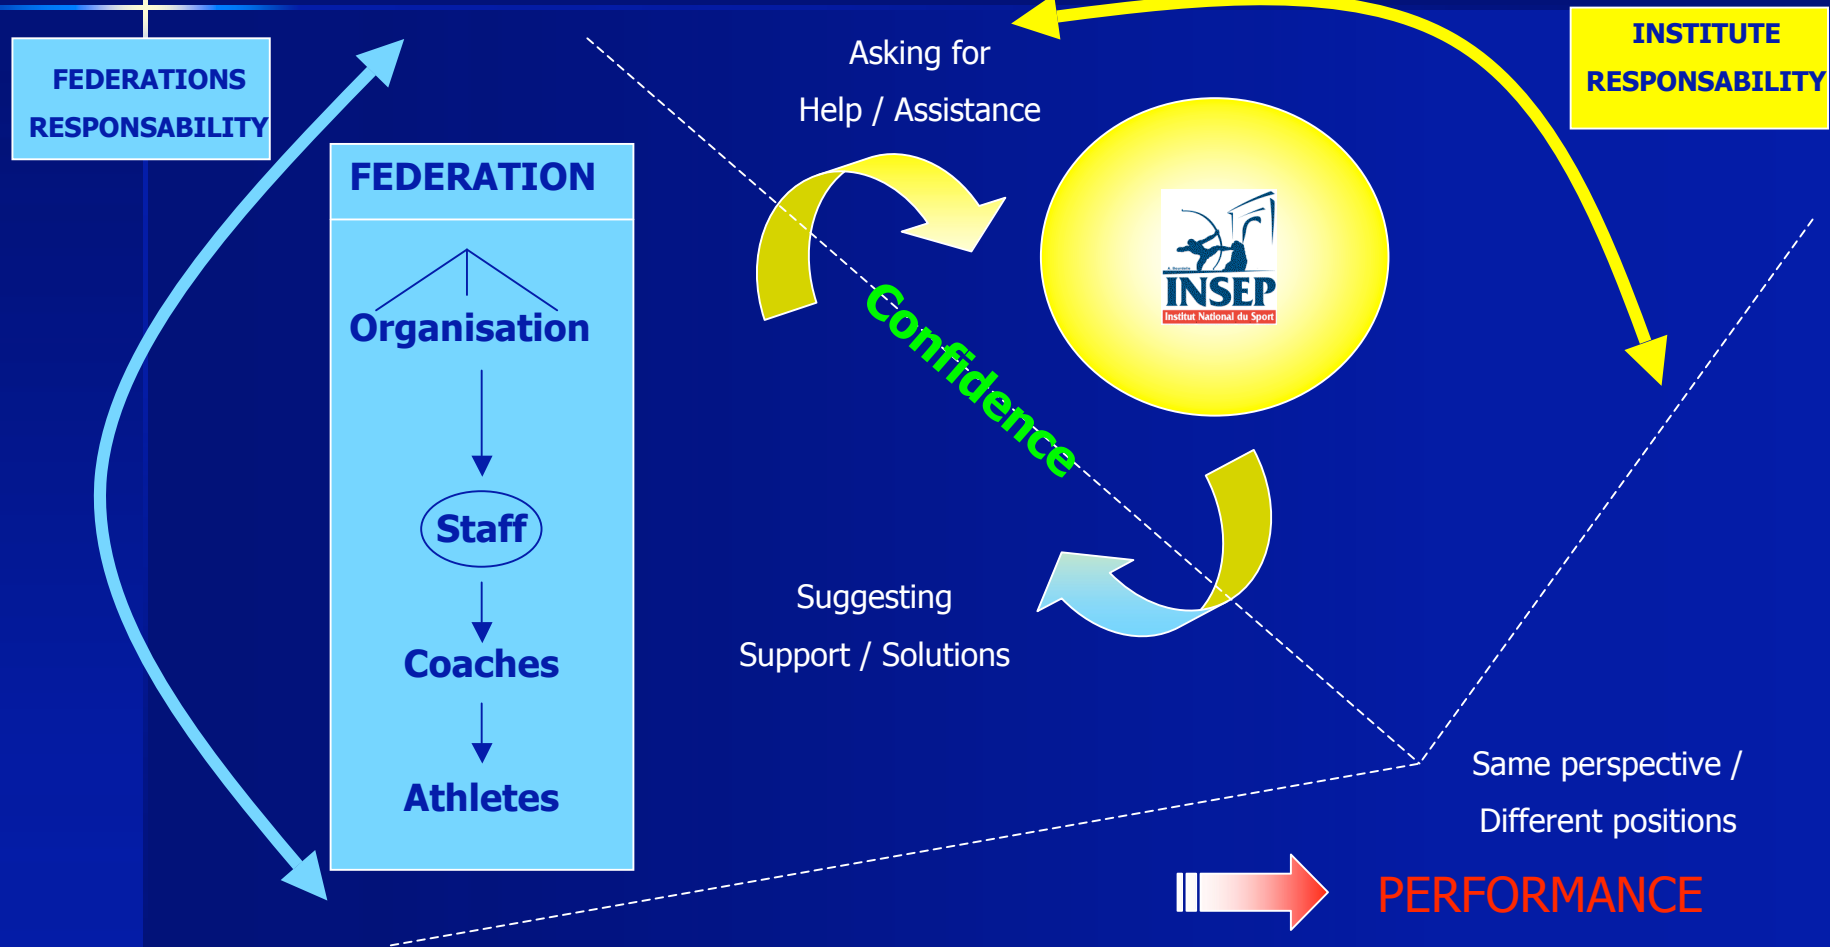 FEDERATIONS
RESPONSABILITY
Asking for
Help / Assistance
INSTITUTE
RESPONSABILITY
FEDERATION
Organisation
Staff
Coaches
Athletes
INSEP
Institut National du Sport
Confidence
Suggesting
Support / Solutions
Same perspective /
Different positions
PERFORMANCE